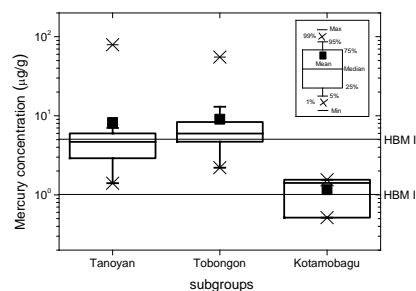 Mercury concentration (µg/g)
10²
10¹
10⁰
Max
99%
95%
75%
Mean
Median
25%
5%
1%
Min
HBM I
HBM I
Tanoyan
Tobongon
Kotamobagu
subgroups